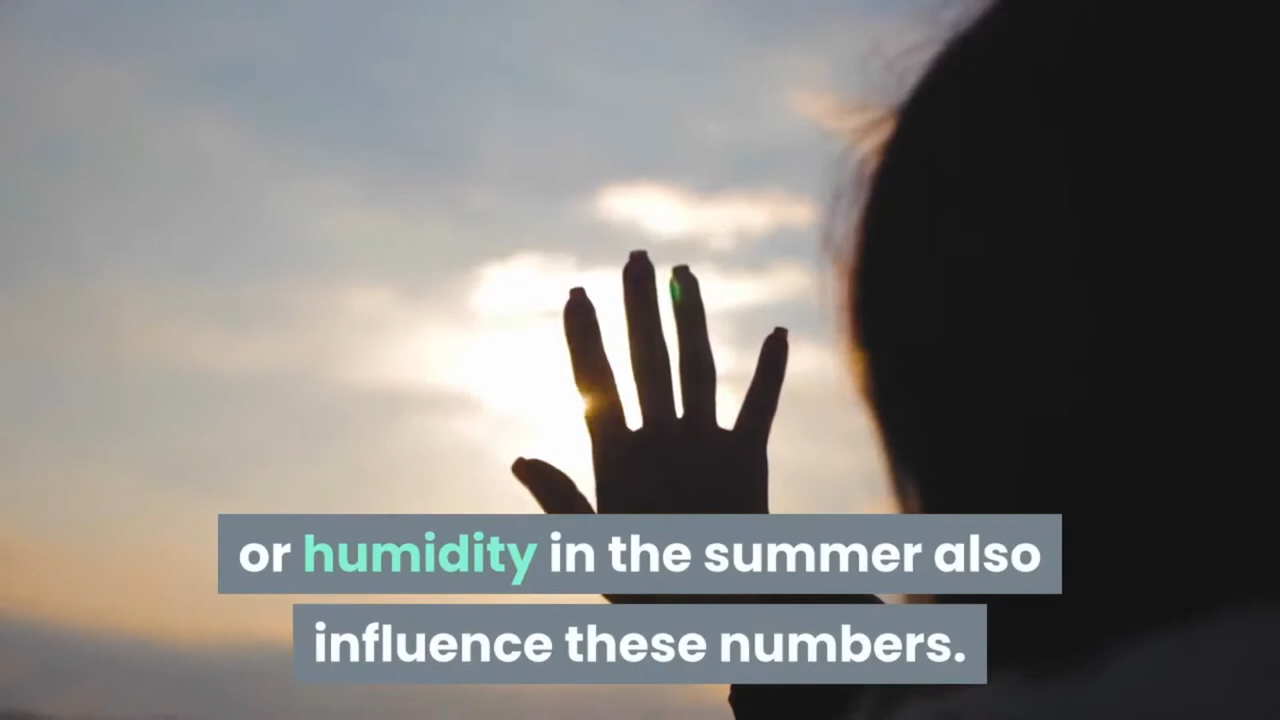 or humidity in the summer also
influence these numbers.